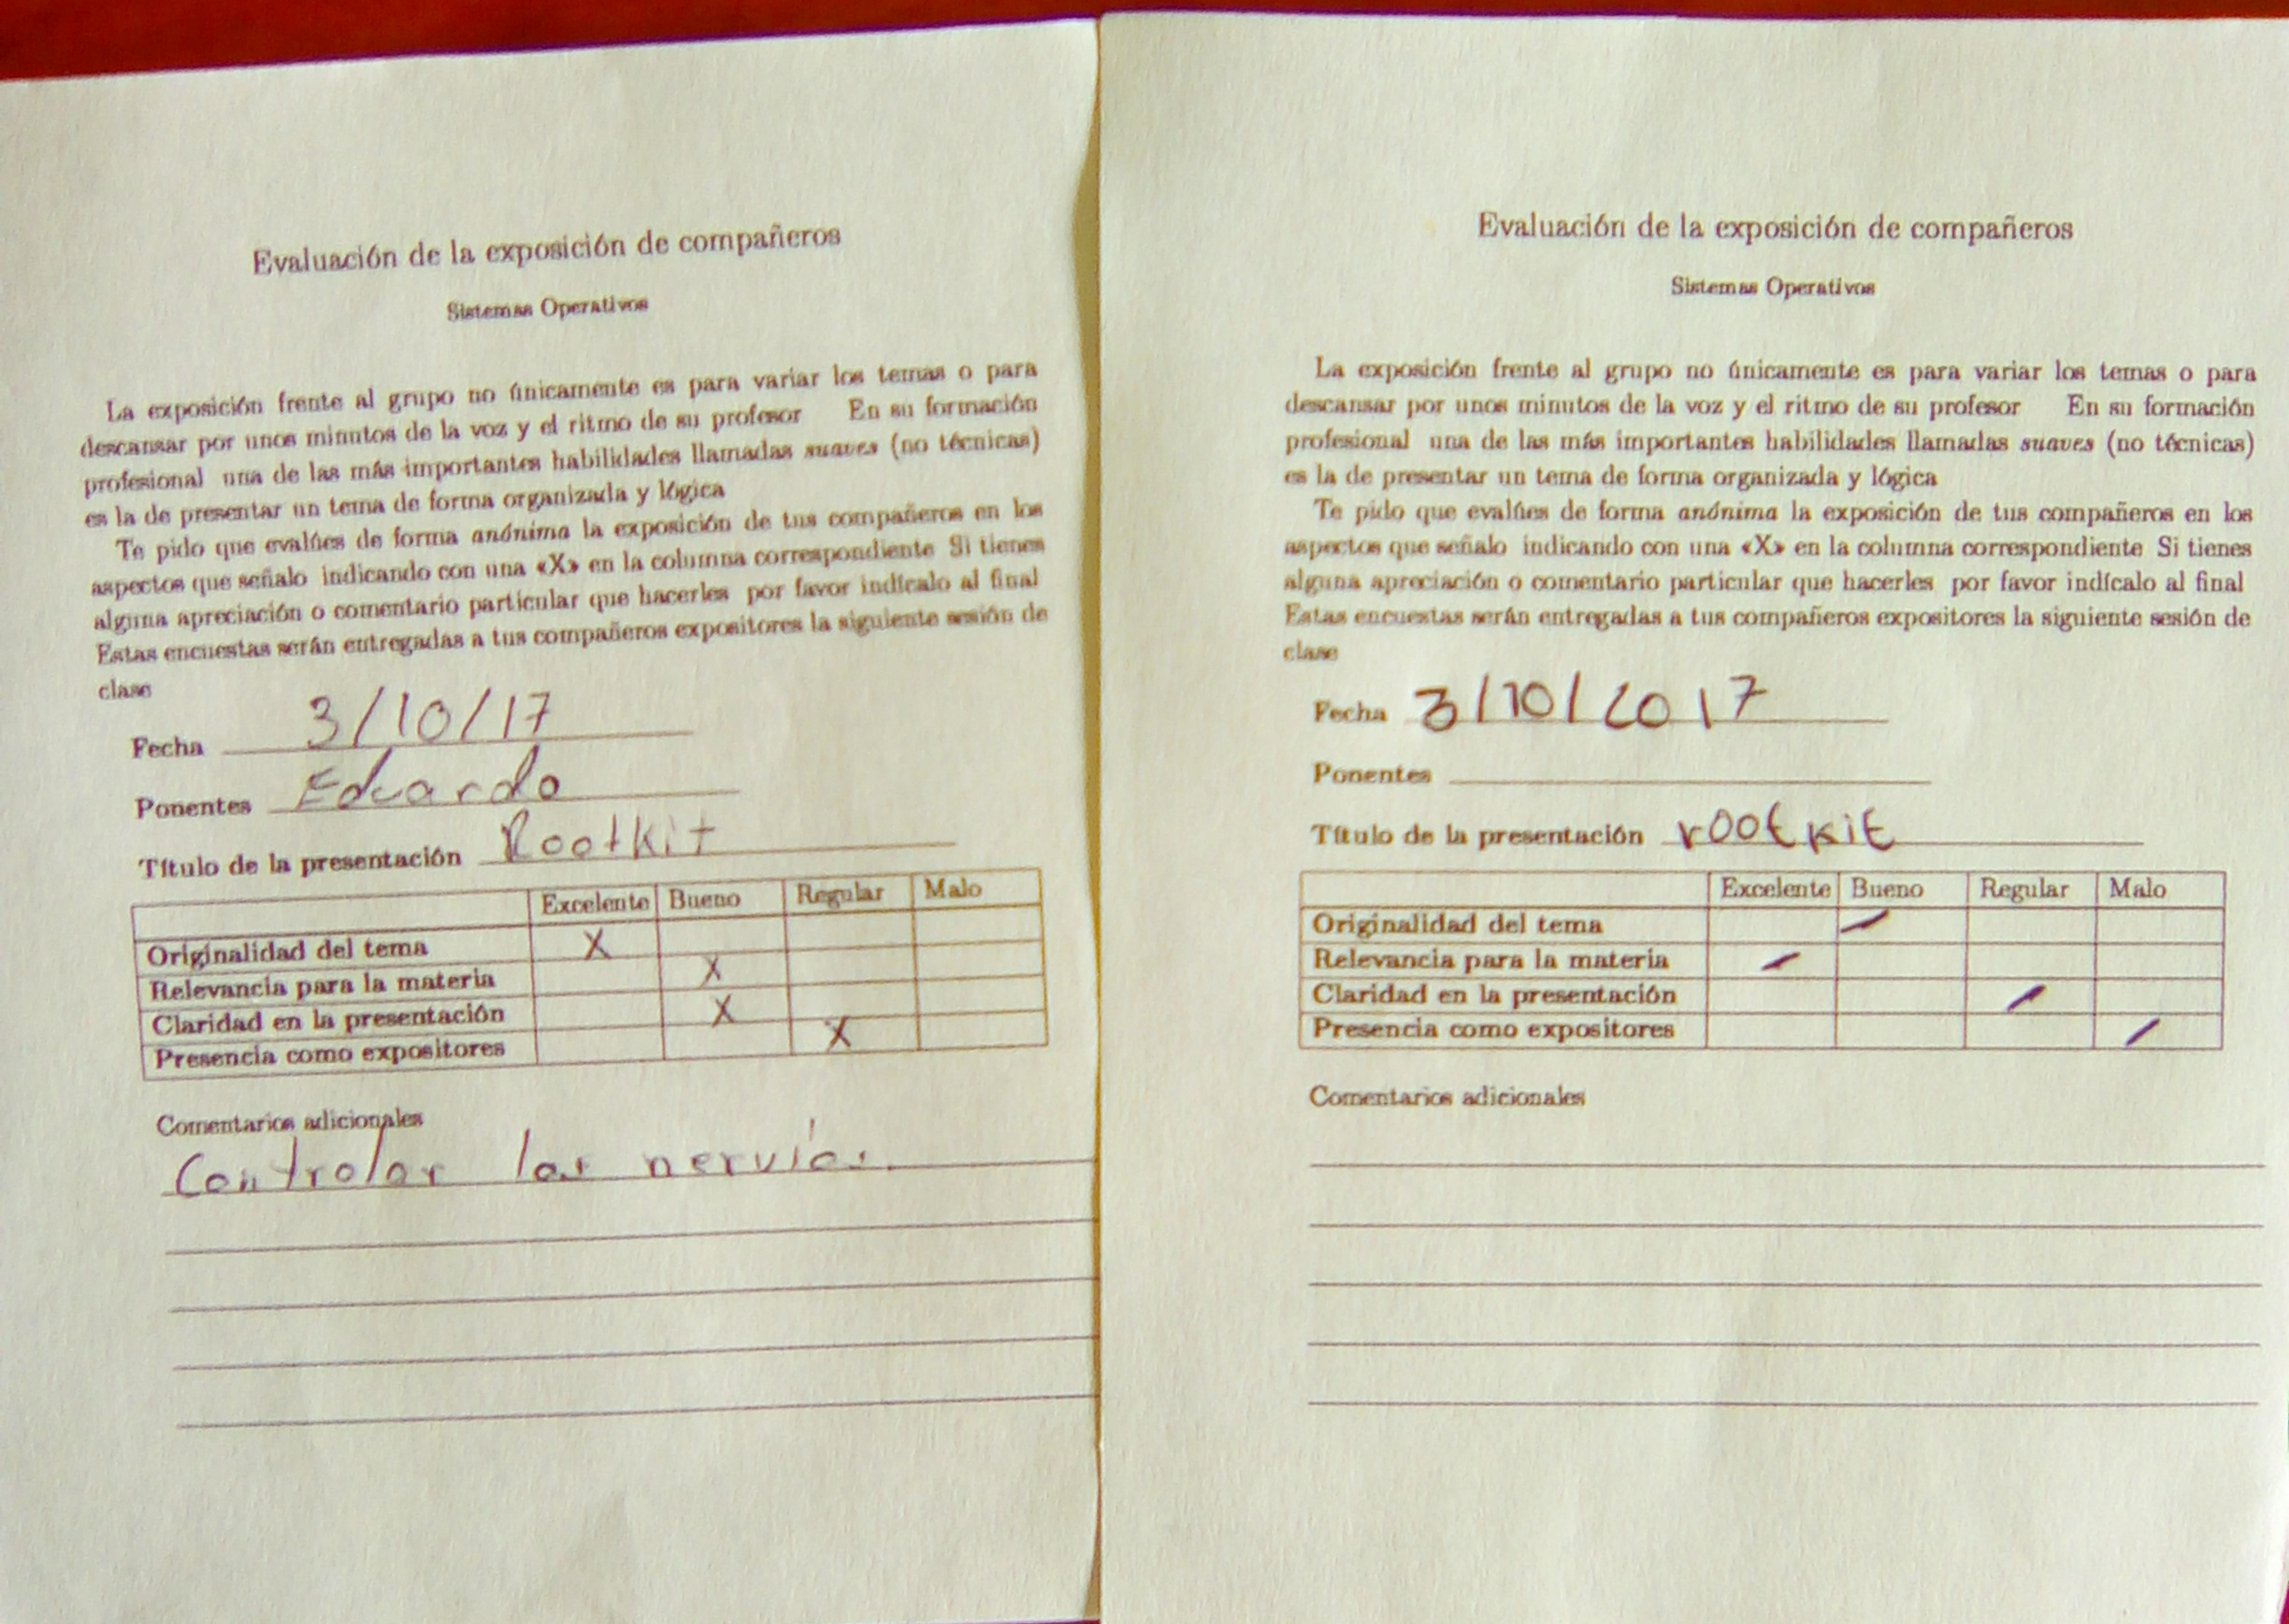 Evaluación de la exposición de compañeros
Sistemas Operativos
La exposición frente al grupo no únicamente es para variar los temas o para
descansar por unos minutos de la voz y el ritmo de su profesor En su formación
profesional una de las más importantes habilidades llamadas suaves (no técnicas)
es la de presentar un tema de forma organizada y lógica
Te pido que evalúes de forma anónima la exposición de tus compañeros en los
aspectos que señalo indicando con una «X» en la columna correspondiente Si tienes
alguna apreciación o comentario particular que hacerles por favor indícalo al final
Estas encuestas serán entregadas a tus compañeros expositores la siguiente sesión de
clase
Fecha 3/10/17
Ponentes Eduardo
Título de la presentación Rootkit
Excelente Bueno Regular Malo
Originalidad del tema X
Relevancia para la materia X
Claridad en la presentación X
Presencia como expositores X
Comentarios adicionales
Controlar los nervios.
Evaluación de la exposición de compañeros
Sistemas Operativos
La exposición frente al grupo no únicamente es para variar los temas o para
descansar por unos minutos de la voz y el ritmo de su profesor En su formación
profesional una de las más importantes habilidades llamadas suaves (no técnicas)
es la de presentar un tema de forma organizada y lógica
Te pido que evalúes de forma anónima la exposición de tus compañeros en los
aspectos que señalo indicando con una «X» en la columna correspondiente Si tienes
alguna apreciación o comentario particular que hacerles por favor indícalo al final
Estas encuestas serán entregadas a tus compañeros expositores la siguiente sesión de
clase
Fecha 3/10/2017
Ponentes
Título de la presentación rootkit
Excelente Bueno Regular Malo
Originalidad del tema
Relevancia para la materia
Claridad en la presentación
Presencia como expositores
Comentarios adicionales